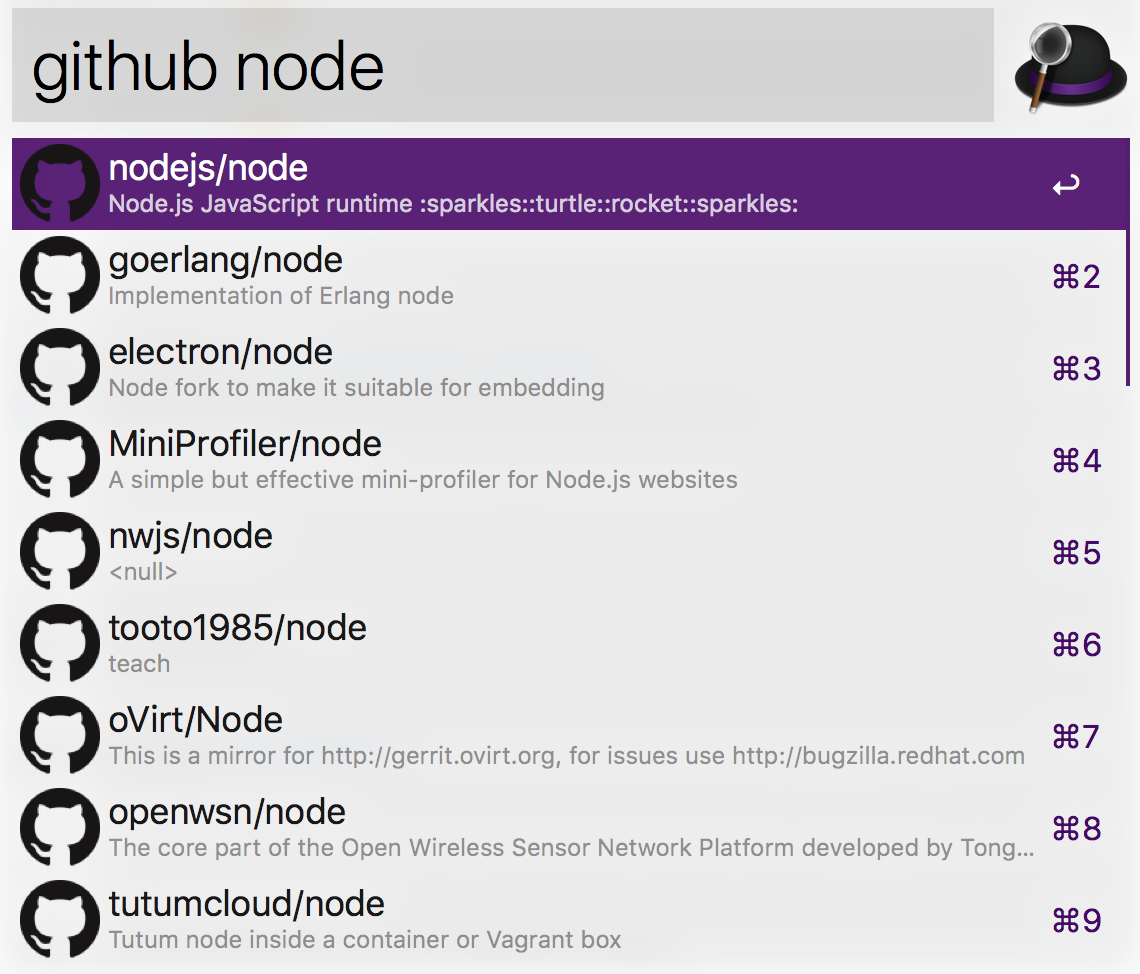 github node
nodejs/node
Node.js JavaScript runtime :sparkles::turtle::rocket::sparkles:
↩
goerlang/node
Implementation of Erlang node
⌘2
electron/node
Node fork to make it suitable for embedding
⌘3
MiniProfiler/node
A simple but effective mini-profiler for Node.js websites
⌘4
nwjs/node
<null>
⌘5
tooto1985/node
teach
⌘6
oVirt/Node
This is a mirror for http://gerrit.ovirt.org, for issues use http://bugzilla.redhat.com
⌘7
openwsn/node
The core part of the Open Wireless Sensor Network Platform developed by Tong...
⌘8
tutumcloud/node
Tutum node inside a container or Vagrant box
⌘9